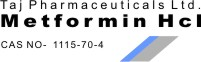 Taj Pharmaceuticals Ltd.
Metformin Hcl
CAS NO- 1115-70-4